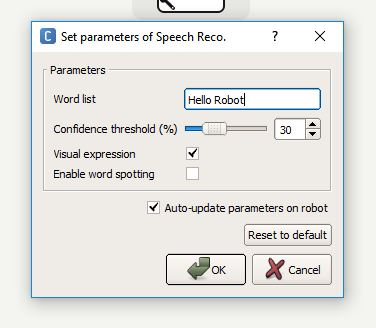 C Set parameters of Speech Reco. ?
Parameters
Word list Hello Robot
Confidence threshold (%) 30
Visual expression
Enable word spotting
Auto-update parameters on robot
Reset to default
OK Cancel